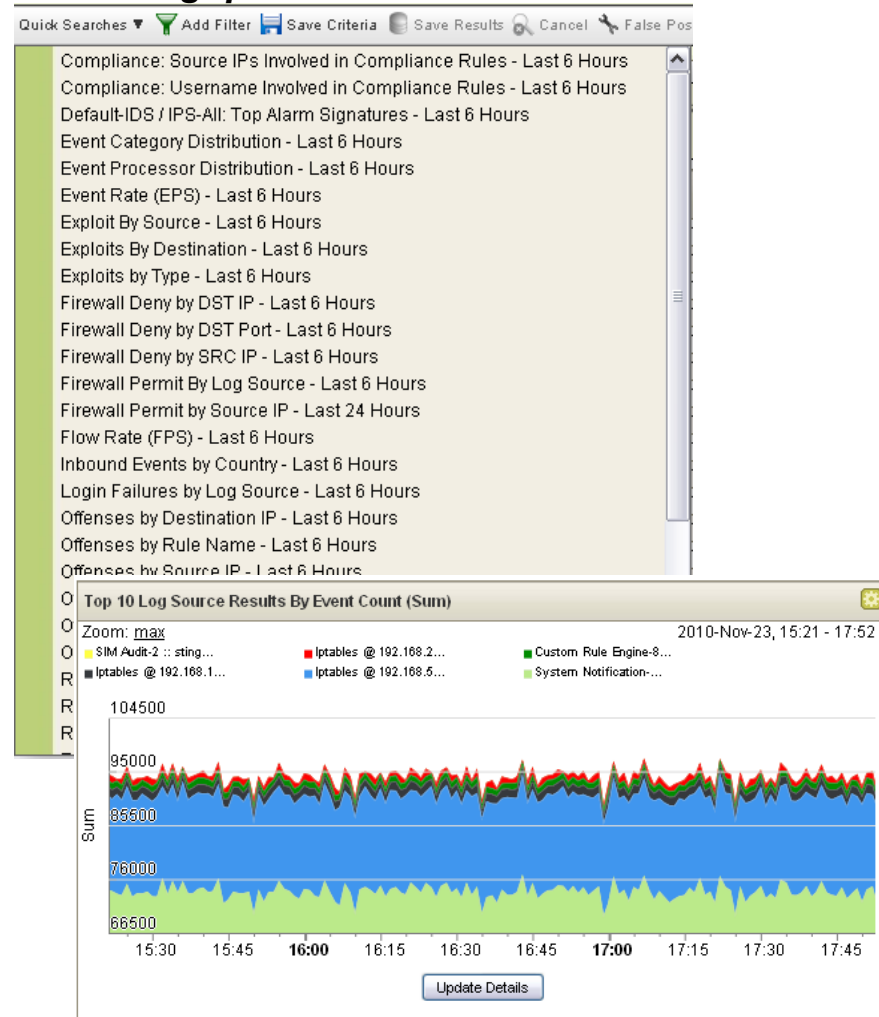 Quick Searches ▼ Add Filter Save Criteria Save Results Cancel False Pos
Compliance: Source IPs Involved in Compliance Rules - Last 6 Hours
Compliance: Username Involved in Compliance Rules - Last 6 Hours
Default-IDS / IPS-All: Top Alarm Signatures - Last 6 Hours
Event Category Distribution - Last 6 Hours
Event Processor Distribution - Last 6 Hours
Event Rate (EPS) - Last 6 Hours
Exploit By Source - Last 6 Hours
Exploits By Destination - Last 6 Hours
Exploits by Type - Last 6 Hours
Firewall Deny by DST IP - Last 6 Hours
Firewall Deny by DST Port - Last 6 Hours
Firewall Deny by SRC IP - Last 6 Hours
Firewall Permit By Log Source - Last 6 Hours
Firewall Permit by Source IP - Last 24 Hours
Flow Rate (FPS) - Last 6 Hours
Inbound Events by Country - Last 6 Hours
Login Failures by Log Source - Last 6 Hours
Offenses by Destination IP - Last 6 Hours
Offenses by Rule Name - Last 6 Hours
Offenses by Source IP - Last 6 Hours
O
O
O
R
R
R
Top 10 Log Source Results By Event Count (Sum)
Zoom: max 2010-Nov-23, 15:21 - 17:52
SIM Audit-2 :: sting... Iptables @ 192.168.2... Custom Rule Engine-8...
Iptables @ 192.168.1... Iptables @ 192.168.5... System Notification-...
104500
95000
85500
76000
66500
Sum
15:30 15:45 16:00 16:15 16:30 16:45 17:00 17:15 17:30 17:45
Update Details